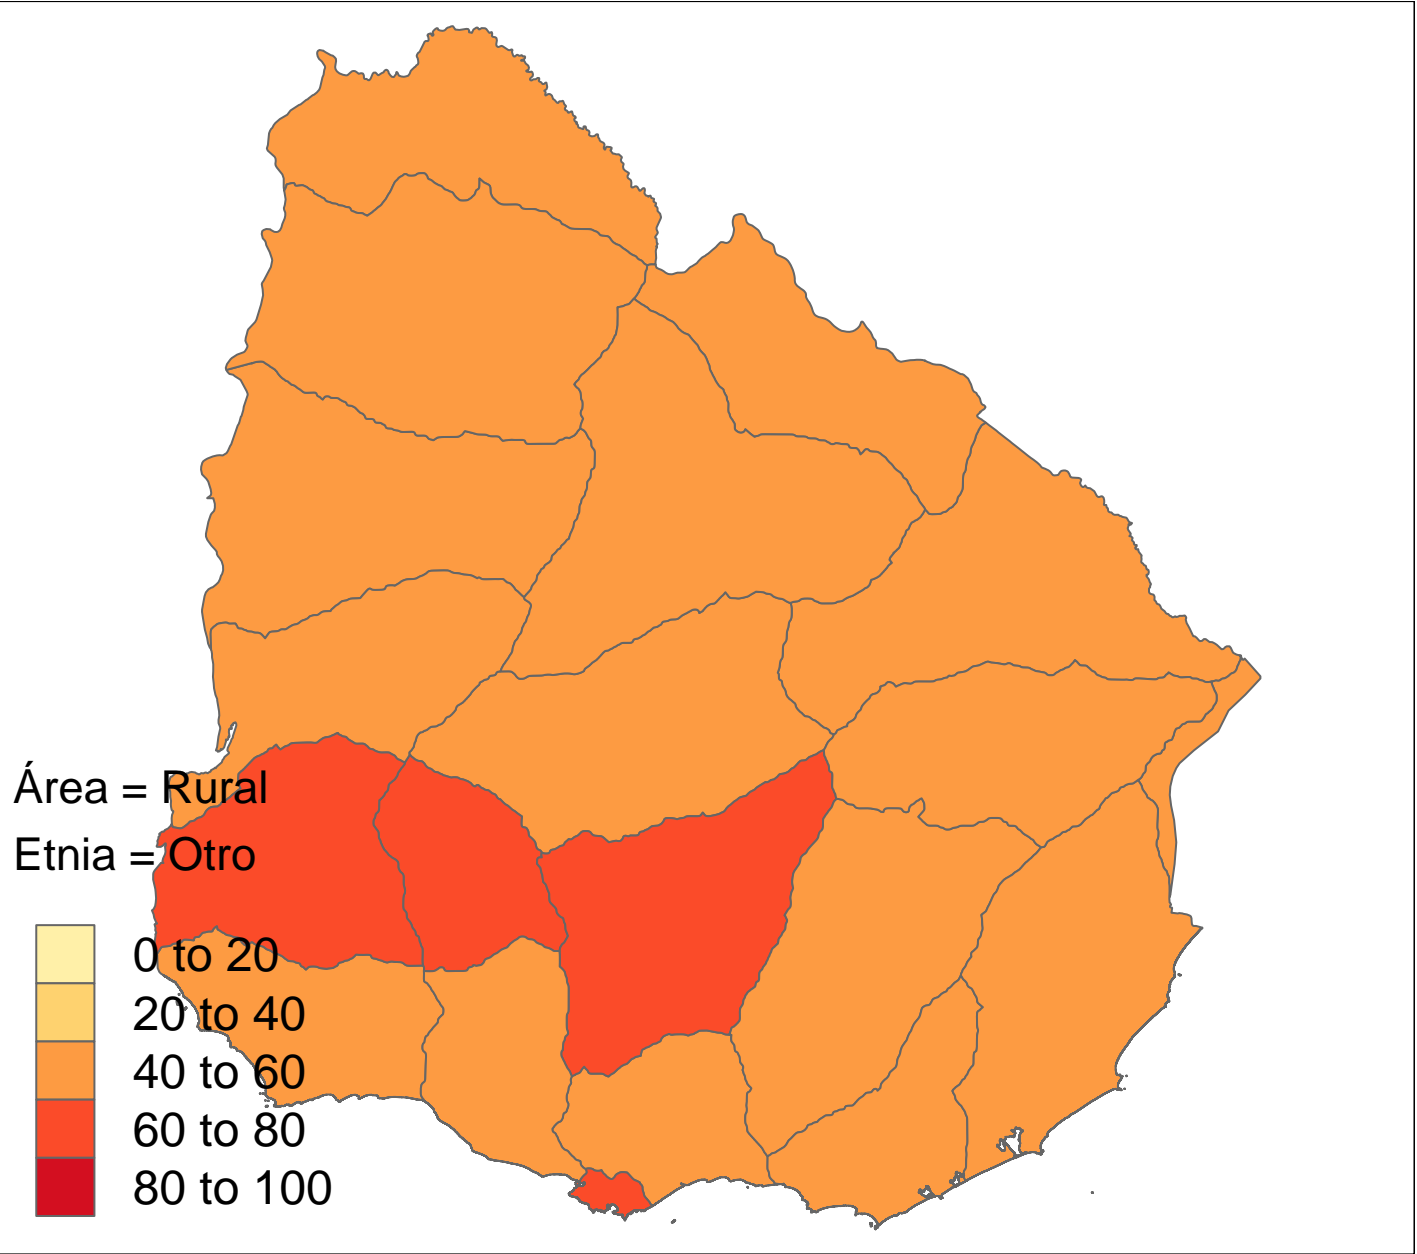 Área = Rural
Etnia = Otro
0 to 20
20 to 40
40 to 60
60 to 80
80 to 100